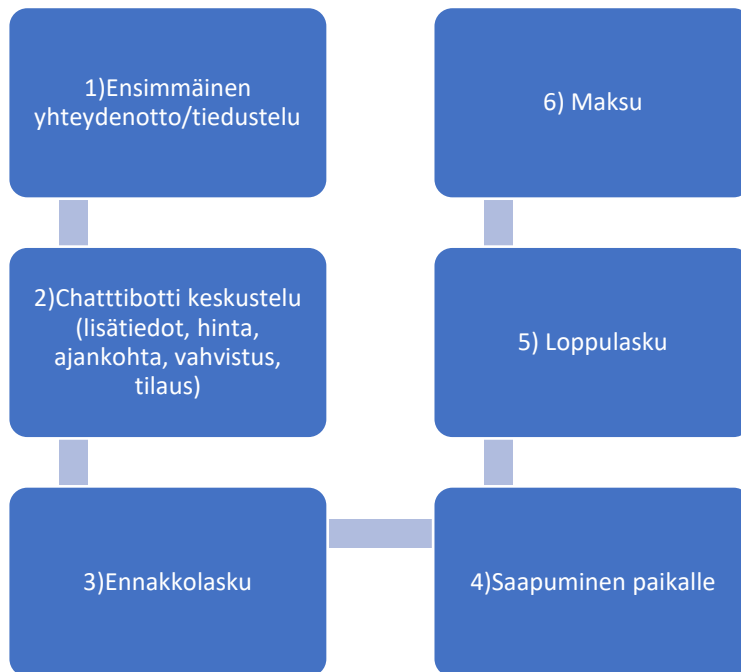 1)Ensimmäinen
yhteydenotto/tiedustelu
2)Chatttibotti keskustelu
(lisätiedot, hinta,
ajankohta, vahvistus,
tilaus)
3)Ennakkolasku
4)Saapuminen paikalle
5) Loppulasku
6) Maksu